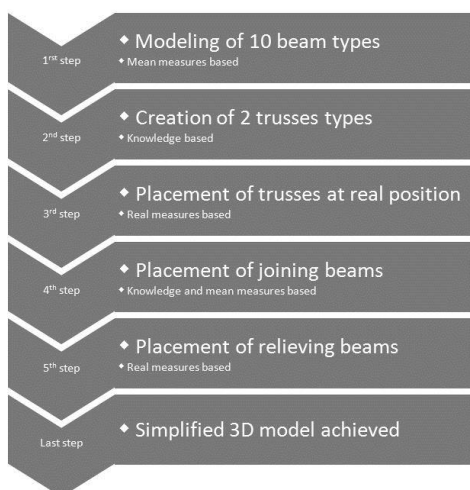 1rst step
◆ Modeling of 10 beam types
◆ Mean measures based
2nd step
◆ Creation of 2 trusses types
◆ Knowledge based
3rd step
◆ Placement of trusses at real position
◆ Real measures based
4th step
◆ Placement of joining beams
◆ Knowledge and mean measures based
5th step
◆ Placement of relieving beams
◆ Real measures based
Last step
◆ Simplified 3D model achieved